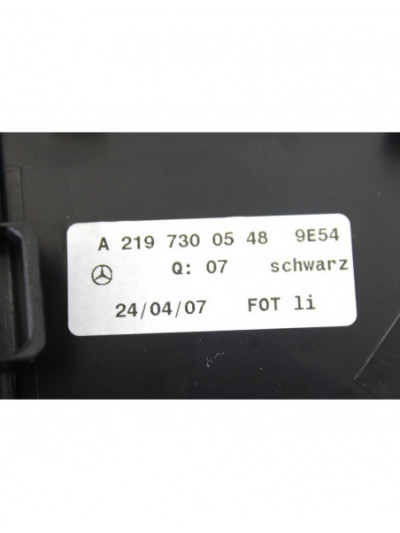 A 219 730 05 48 9E54
Q: 07 schwarz
24/04/07 FOT li